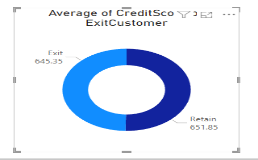 Average of CreditSco
ExitCustomer
Exit
645.35
Retain
651.85